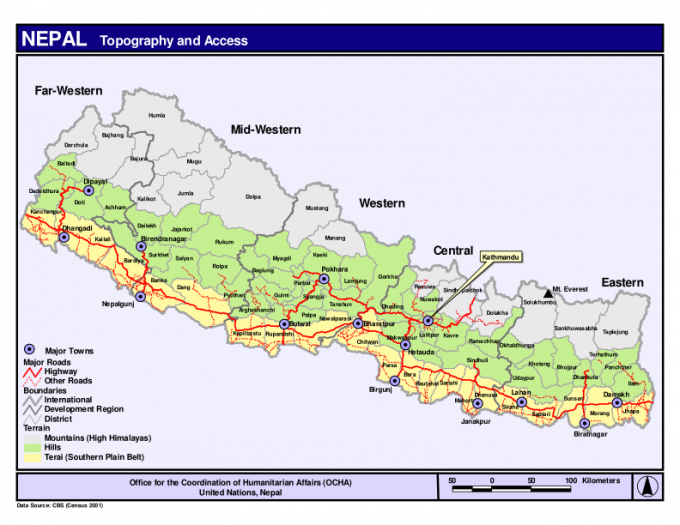 NEPAL Topography and Access
Far-Western
Humla
Mid-Western
Bajhang
Darchula
Bajura
Mugu
Baitadi
Dipayal
Jumla
Dolpa
Dadeldhura
Doti
Kalikot
Mustang
Western
Achham
Kanchanpur
Dailekh
Jajarkot
Manang
Dhangadi
Birendranagar
Rukum
Kailali
Central
Surkhet
Salyan
Myagdi
Kaski
Kathmandu
Bardiya
Rolpa
Baglung
Pokhara
Gorkha
Eastern
Banke
Dang
Parbat
Lamjung
Rasuwa
Sindhupalchok
Mt. Everest
Nepalgunj
Pyuthan
Gulmi
Syangja
Nuwakot
Solukhumbu
Arghakhanchi
Palpa
Tanahun
Dhading
Dolakha
Sankhuwasabha
Taplejung
Kapilbastu
Rupandehi
Butwal
Nawalparasi
Bharatpur
Lalitpur
Kavre
Ramechhap
Okhaldhunga
Chitwan
Makwanpur
Hetauda
Sindhuli
Khotang
Bhojpur
Terhathum
Panchther
Parsa
Bara
Udaypur
Dhankuta
Ilam
Birgunj
Rautahat
Sarlahi
Dhanusa
Lahan
Siraha
Saptari
Sunsari
Damakh
Janakpur
Morang
Jhapa
Biratnagar
Major Towns
Major Roads
Highway
Other Roads
Boundaries
International
Development Region
District
Terrain
Mountains (High Himalayas)
Hills
Terai (Southern Plain Belt)
Office for the Coordination of Humanitarian Affairs (OCHA)
United Nations, Nepal
50 0 50 100 Kilometers
Data Source: CBS (Census 2001)